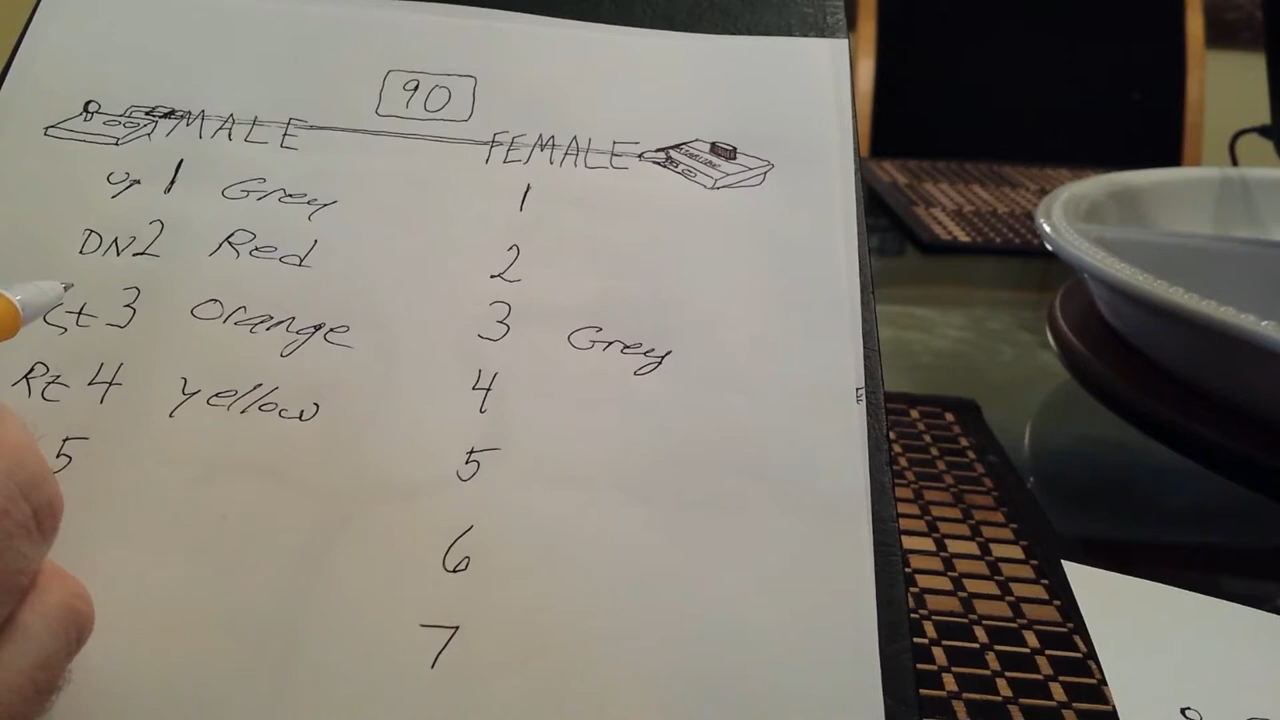 90
MALE FEMALE
UP 1 Grey 1
DN 2 Red 2
Lt 3 Orange 3 Grey
Rt 4 yellow 4
5 5
6
7